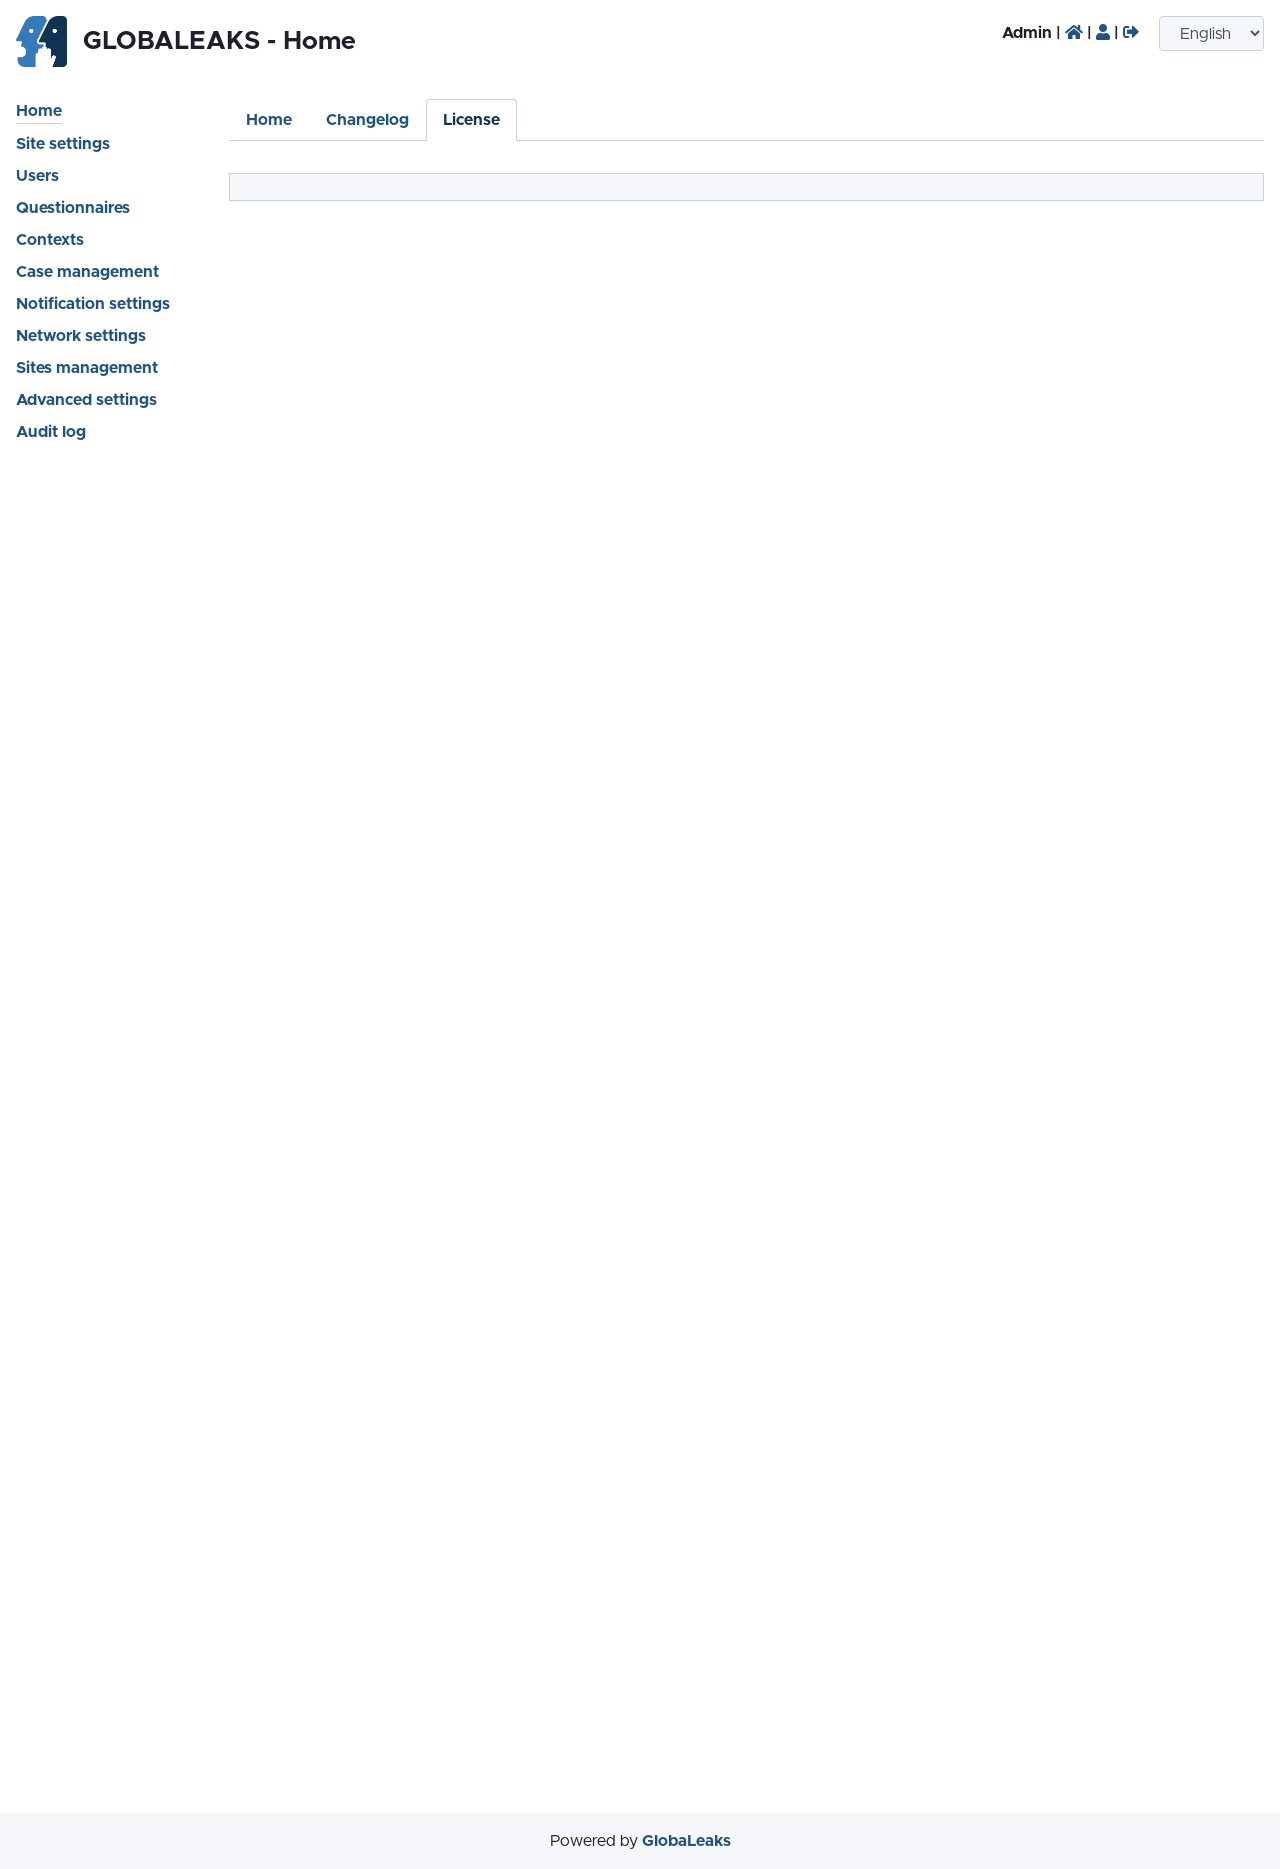 GLOBALEAKS - Home
Admin | | |
English
Home
Site settings
Users
Questionnaires
Contexts
Case management
Notification settings
Network settings
Sites management
Advanced settings
Audit log
Home Changelog License
Powered by GlobaLeaks